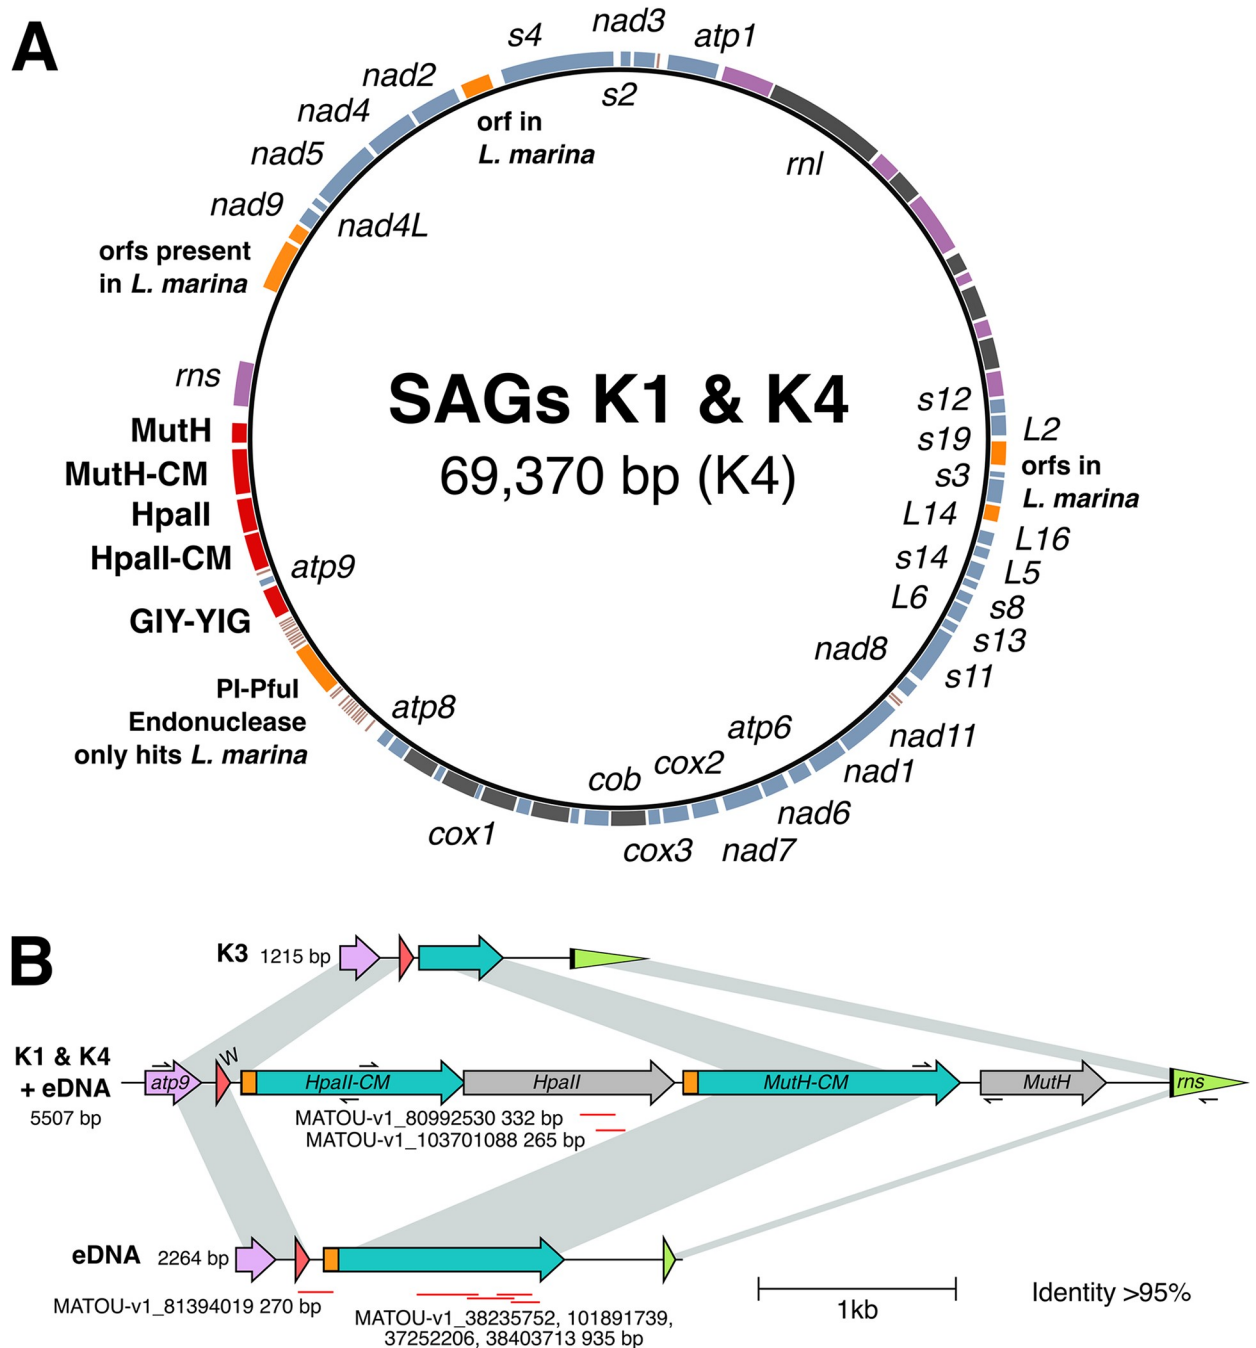 A
s4
nad3
atp1
nad2
s2
nad4
orf in
L. marina
nad5
rnl
nad9
nad4L
orfs present
in L. marina
rns
SAGs K1 & K4
69,370 bp (K4)
s12
MutH
L2
s19
orfs in
L. marina
MutH-CM
s3
HpaII
L14
L16
HpaII-CM
atp9
s14
L5
L6
s8
GIY-YIG
s13
nad8
s11
PI-PfuI
Endonuclease
only hits L. marina
atp8
atp6
nad11
cox2
nad1
cob
nad6
cox1
cox3
nad7
B
K3 1215 bp
K1 & K4
+ eDNA
5507 bp
atp9
W
HpaII-CM
HpaII
MutH-CM
MutH
rns
MATOU-v1_80992530 332 bp
MATOU-v1_103701088 265 bp
eDNA 2264 bp
MATOU-v1_81394019 270 bp
MATOU-v1_38235752, 101891739,
37252206, 38403713 935 bp
1kb
Identity >95%